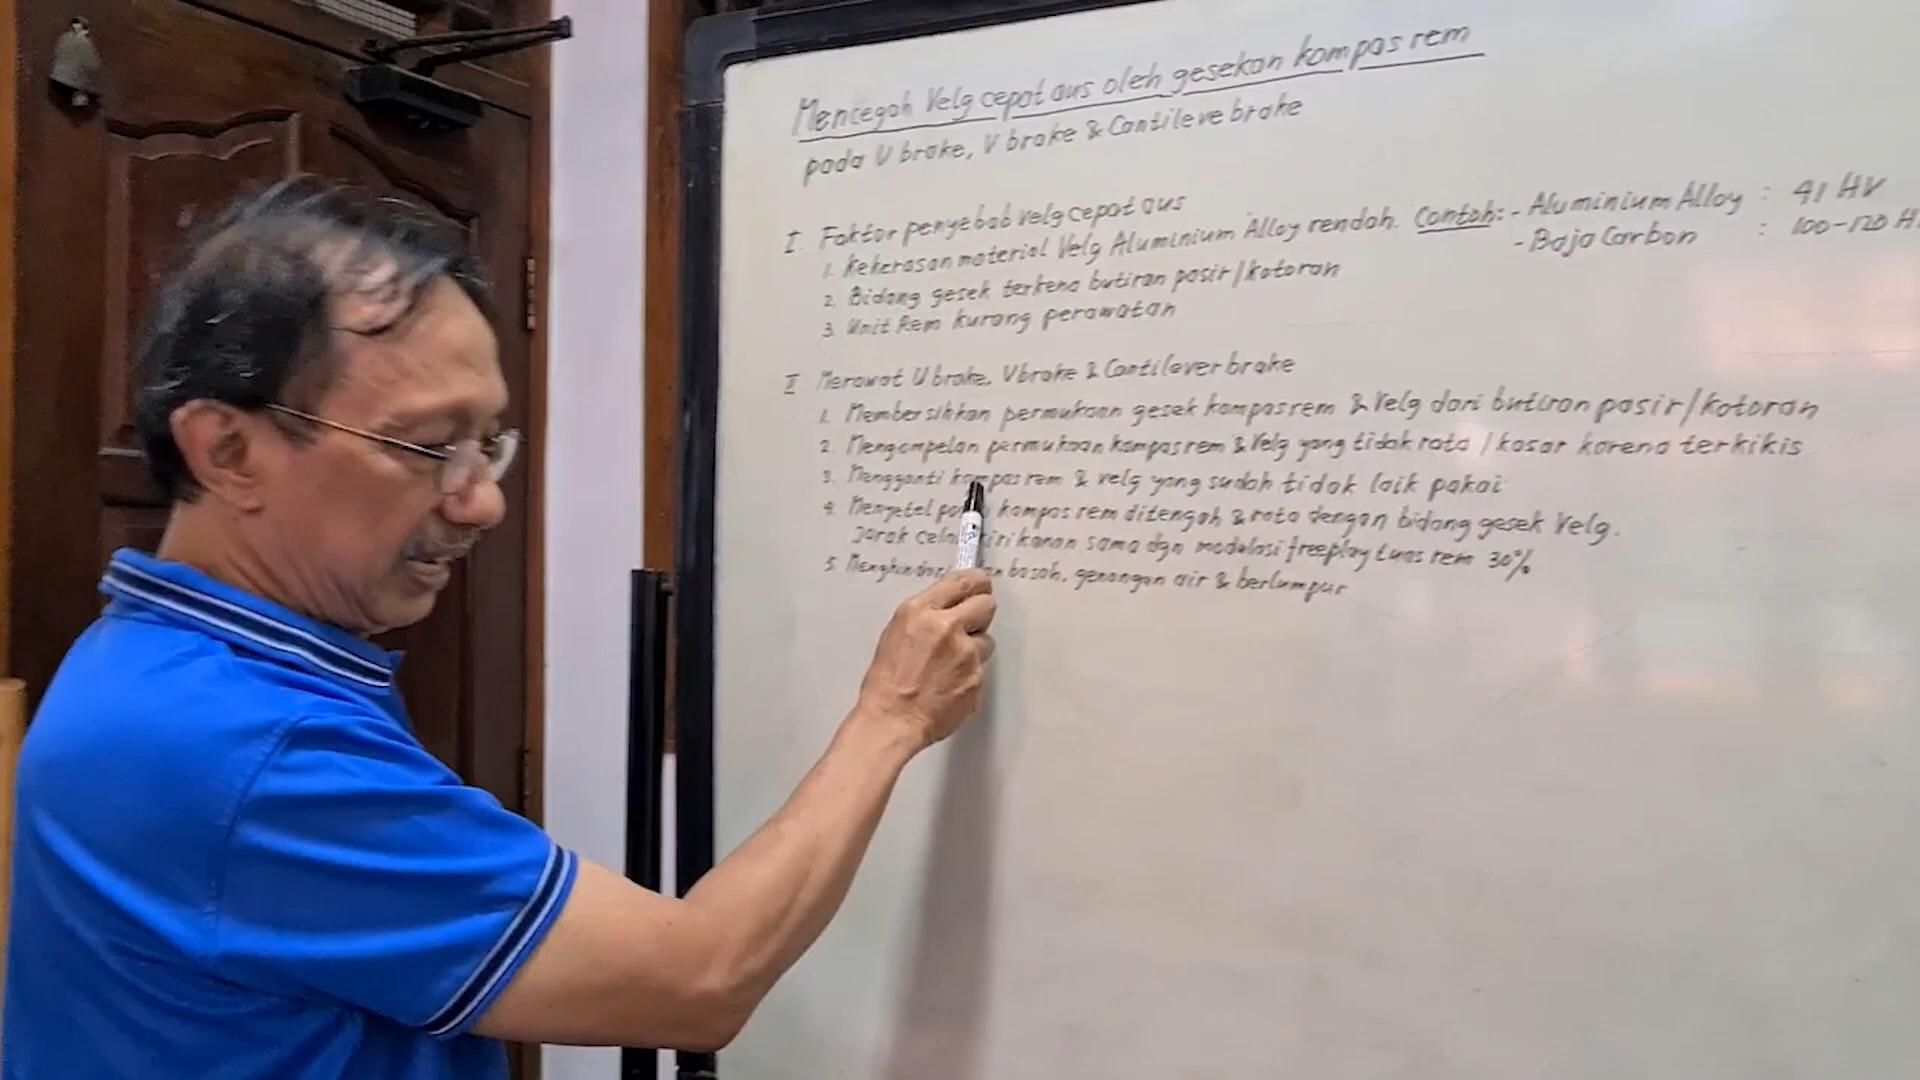 Mencegah Velg cepat aus oleh gesekan kampas rem
pada U brake, V brake & Cantileve brake
I. Faktor penyebab velg cepat aus
1. Kekerasan material Velg Aluminium Alloy rendah. Contoh: - Aluminium Alloy : 41 HV
- Baja Carbon : 100-120 H
2. Bidang gesek terkena butiran pasir/kotoran
3. Unit Rem kurang perawatan
II Merawat U brake, V brake & Cantilever brake
1. Membersihkan permukaan gesek kampas rem & Velg dari butiran pasir/kotoran
2. Mengampelan permukaan kampas rem & Velg yang tidak rata / kasar karena terkikis
3. Mengganti kampas rem & velg yang sudah tidak laik pakai
4. Menyetel kampas rem ditengah & rata dengan bidang gesek Velg.
Jarak kanan sama dgn modulasi freeplay tuas rem 30%
5. basah, genangan air & berlumpur